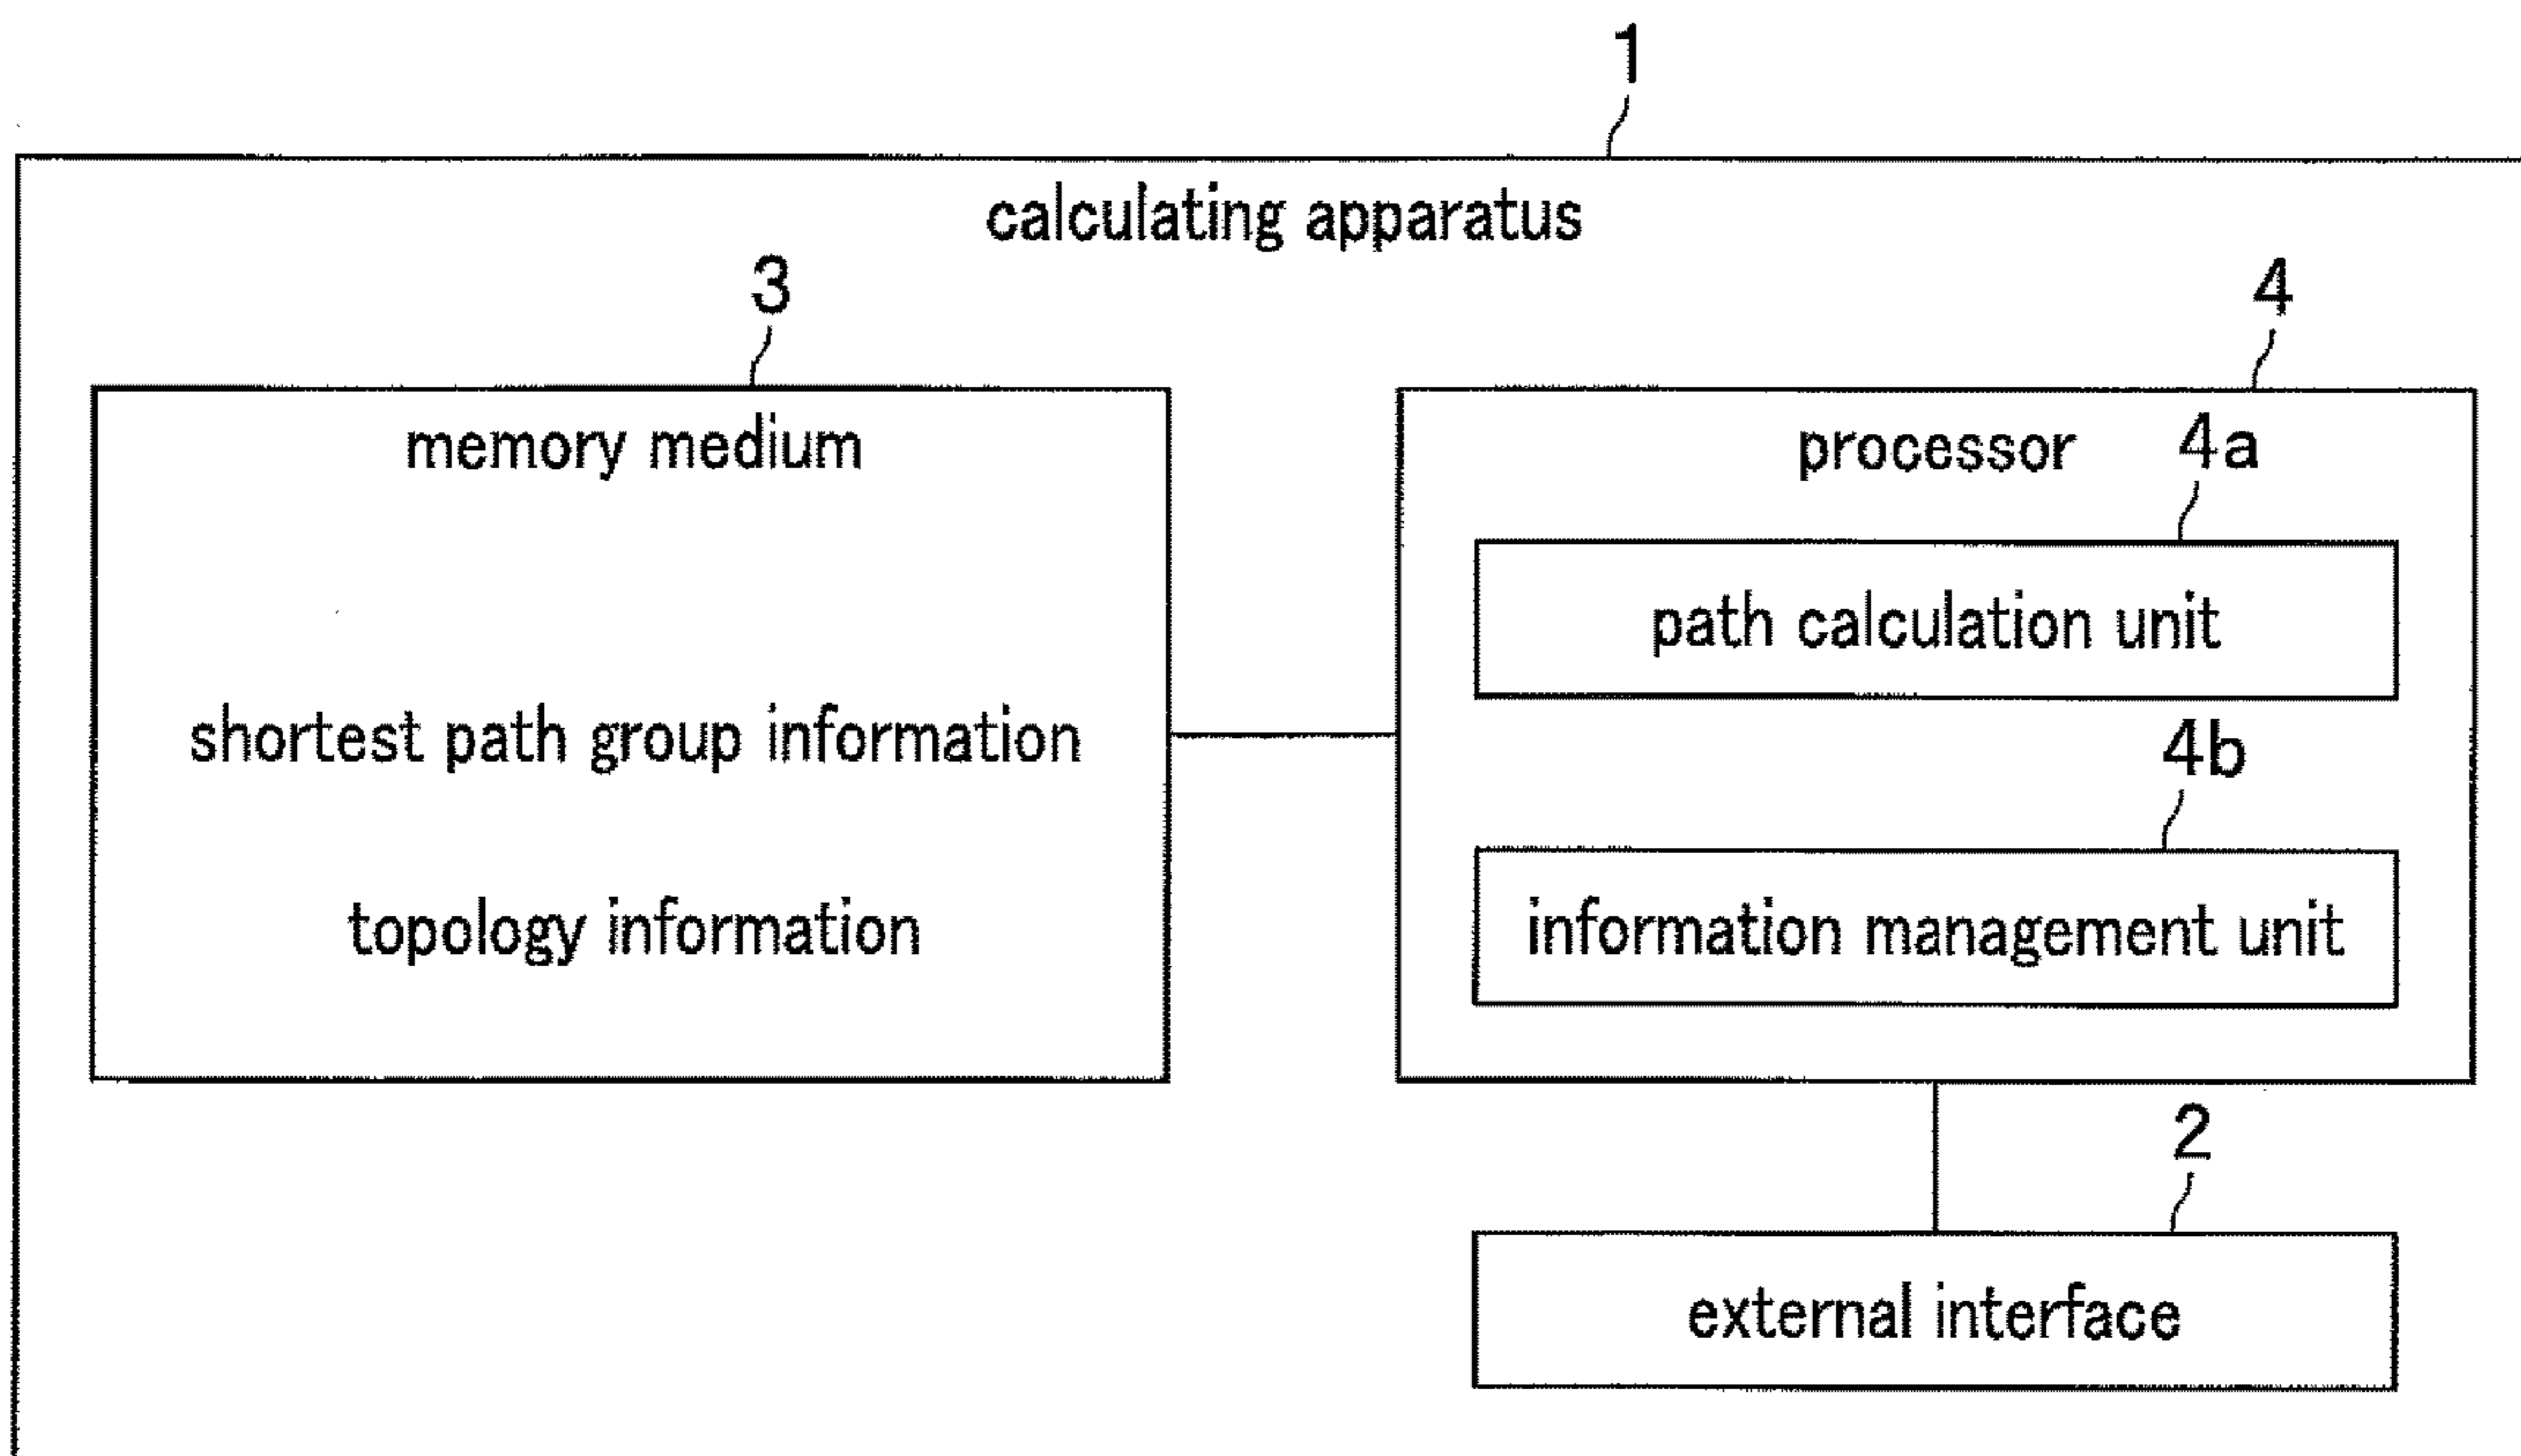 1
calculating apparatus
3
memory medium
shortest path group information
topology information
4
processor
4a
path calculation unit
4b
information management unit
2
external interface